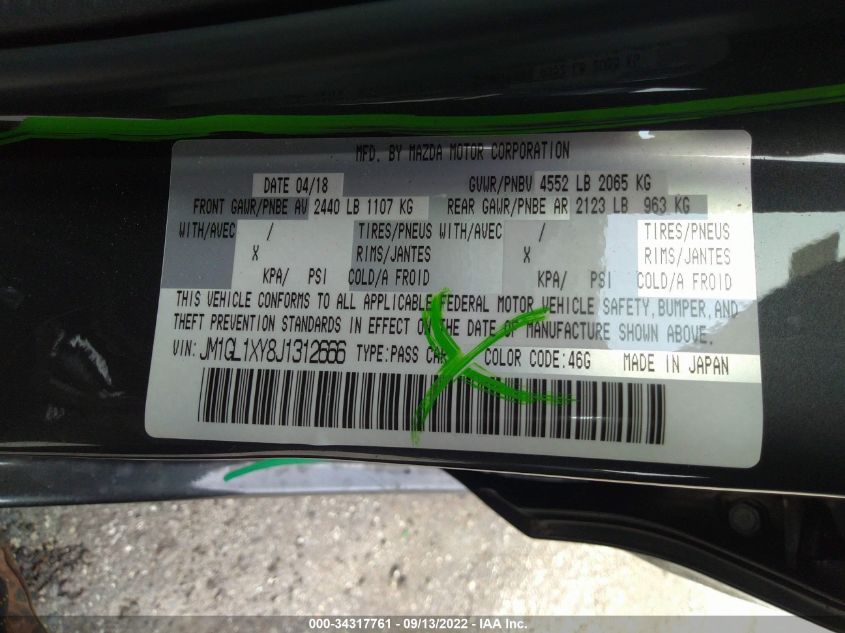 MFD. BY MAZDA MOTOR CORPORATION
DATE 04/18 GVWR/PNBV 4552 LB 2065 KG
FRONT GAWR/PNBE AV 2440 LB 1107 KG REAR GAWR/PNBE AR 2123 LB 963 KG
WITH/AVEC / TIRES/PNEUS WITH/AVEC / TIRES/PNEUS
X RIMS/JANTES X RIMS/JANTES
KPA/ PSI COLD/A FROID KPA/ PSI COLD/A FROID
THIS VEHICLE CONFORMS TO ALL APPLICABLE FEDERAL MOTOR VEHICLE SAFETY, BUMPER, AND
THEFT PREVENTION STANDARDS IN EFFECT ON THE DATE OF MANUFACTURE SHOWN ABOVE.
VIN: JM1GL1XY8J1312666 TYPE:PASS CAR COLOR CODE:46G MADE IN JAPAN
000-34317761 - 09/13/2022 - IAA Inc.